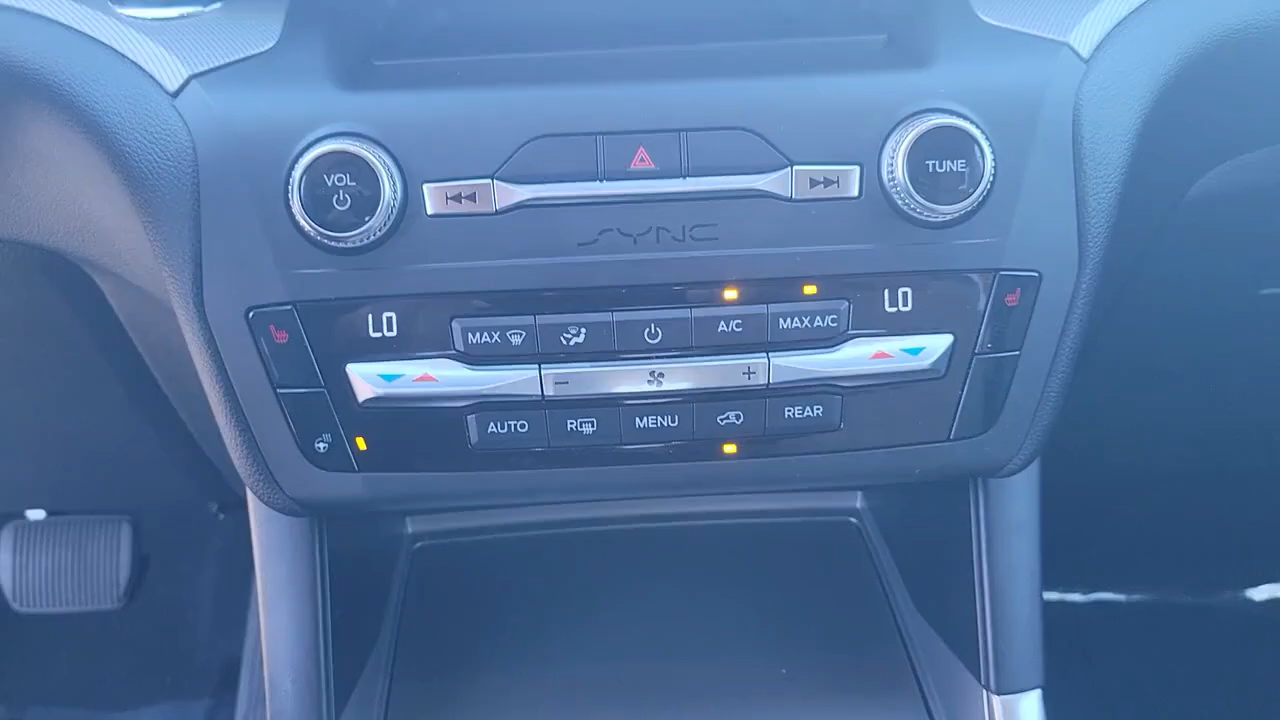 VOL
TUNE
SYNC
LO
LO
MAX
A/C
MAX A/C
AUTO
R
MENU
REAR